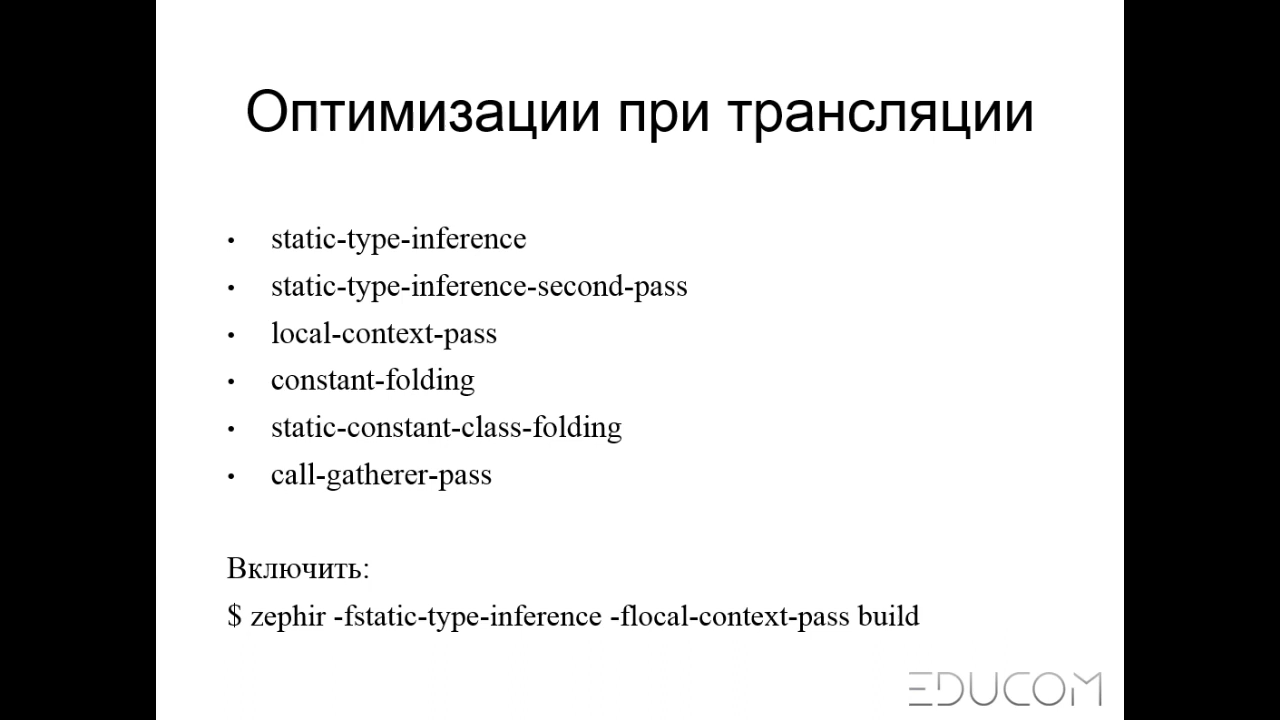 Оптимизации при трансляции
• static-type-inference
• static-type-inference-second-pass
• local-context-pass
• constant-folding
• static-constant-class-folding
• call-gatherer-pass
Включить:
$ zephir -fstatic-type-inference -flocal-context-pass build
EDUCOM